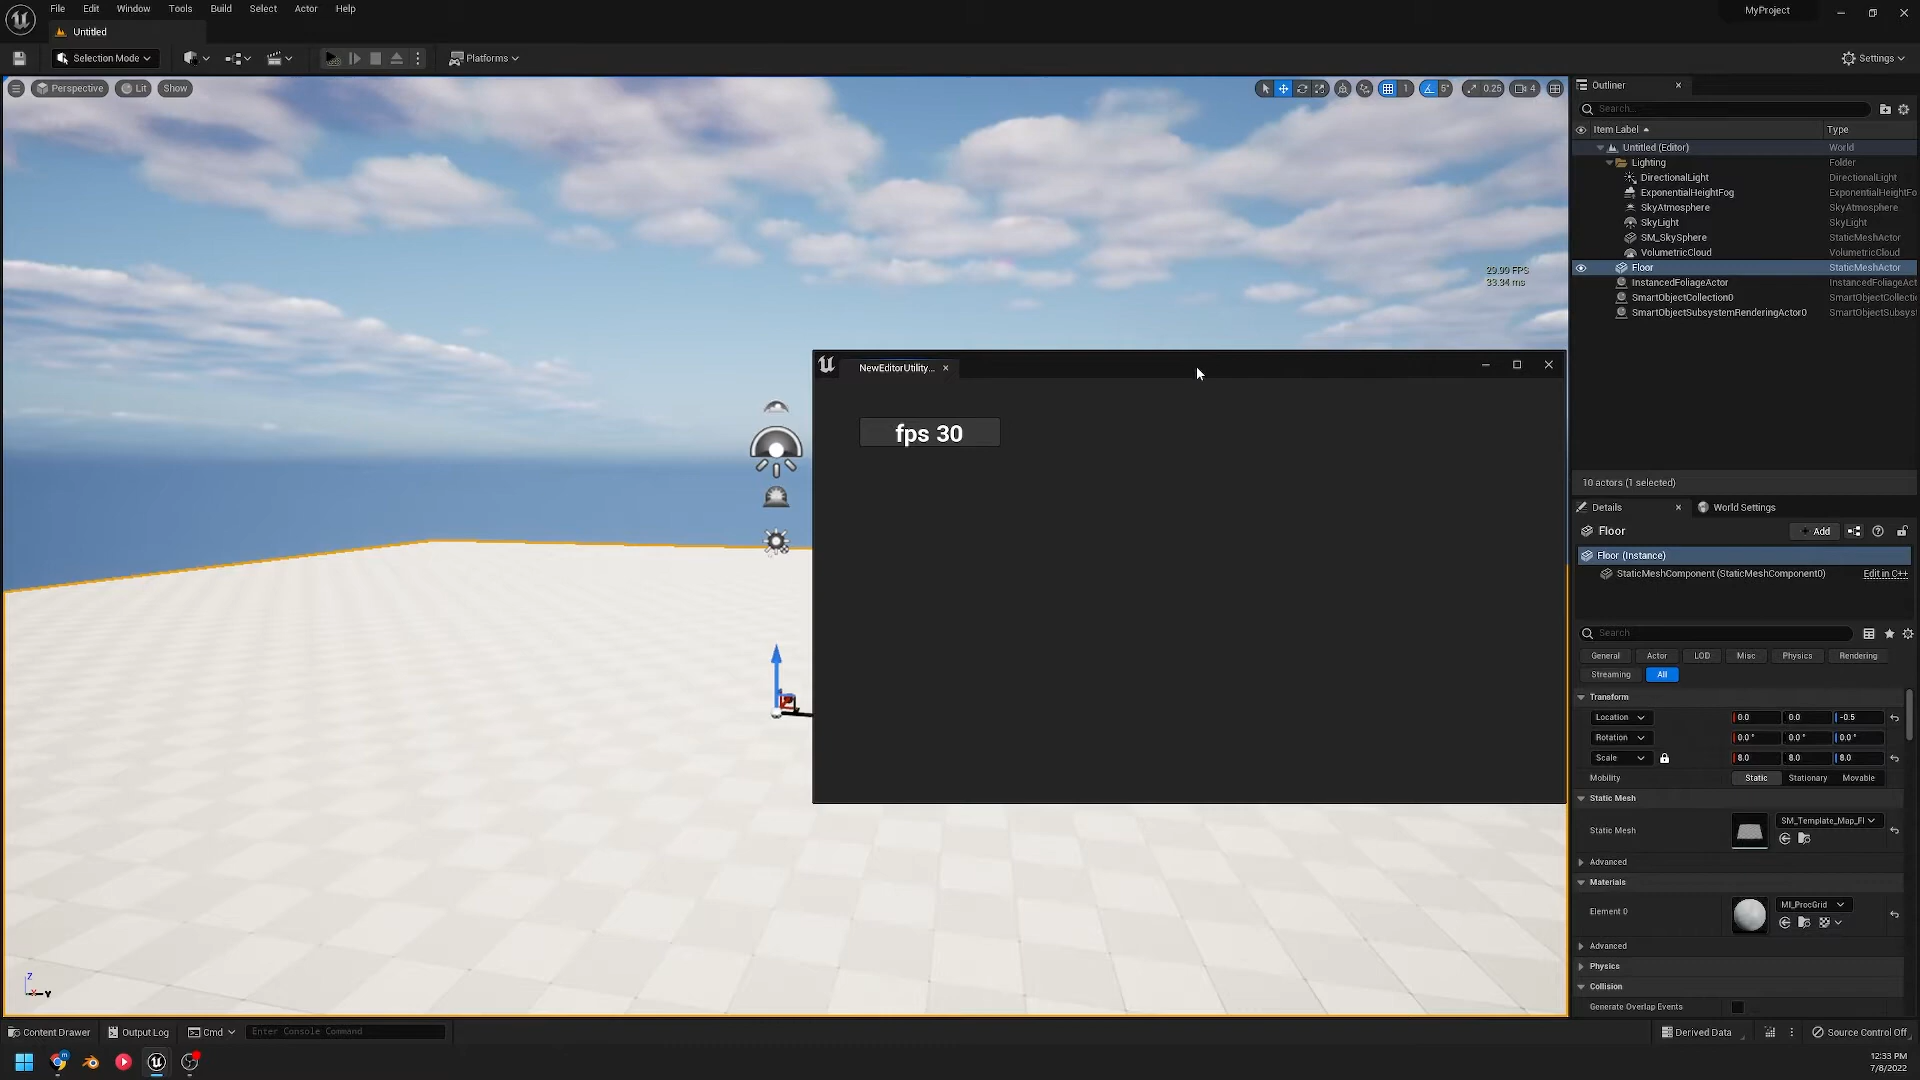 File Edit Window Tools Build Select Actor Help
MyProject
Untitled
Selection Mode
Platforms
Settings
Perspective
Lit
Show
1
5°
0.25
4
29.99 FPS
33.34 ms
NewEditorUtility...
fps 30
Outliner
Search...
Item Label
Type
Untitled (Editor)
World
Lighting
Folder
DirectionalLight
DirectionalLight
ExponentialHeightFog
ExponentialHeightFo
SkyAtmosphere
SkyAtmosphere
SkyLight
SkyLight
SM_SkySphere
StaticMeshActor
VolumetricCloud
VolumetricCloud
Floor
StaticMeshActor
InstancedFoliageActor
InstancedFoliageAct
SmartObjectCollection0
SmartObjectCollecti
SmartObjectSubsystemRenderingActor0
SmartObjectSubsys
10 actors (1 selected)
Details
World Settings
Floor
Add
Floor (Instance)
StaticMeshComponent (StaticMeshComponent0)
Edit in C++
Search
General
Actor
LOD
Misc
Physics
Rendering
Streaming
All
Transform
Location
0.0
0.0
-0.5
Rotation
0.0 °
0.0 °
0.0 °
Scale
8.0
8.0
8.0
Mobility
Static
Stationary
Movable
Static Mesh
Static Mesh
SM_Template_Map_Fl
Advanced
Materials
Element 0
MI_ProcGrid
Advanced
Physics
Collision
Generate Overlap Events
Z
Y
Content Drawer
Output Log
Cmd
Enter Console Command
Derived Data
Source Control Off
12:33 PM
7/8/2022